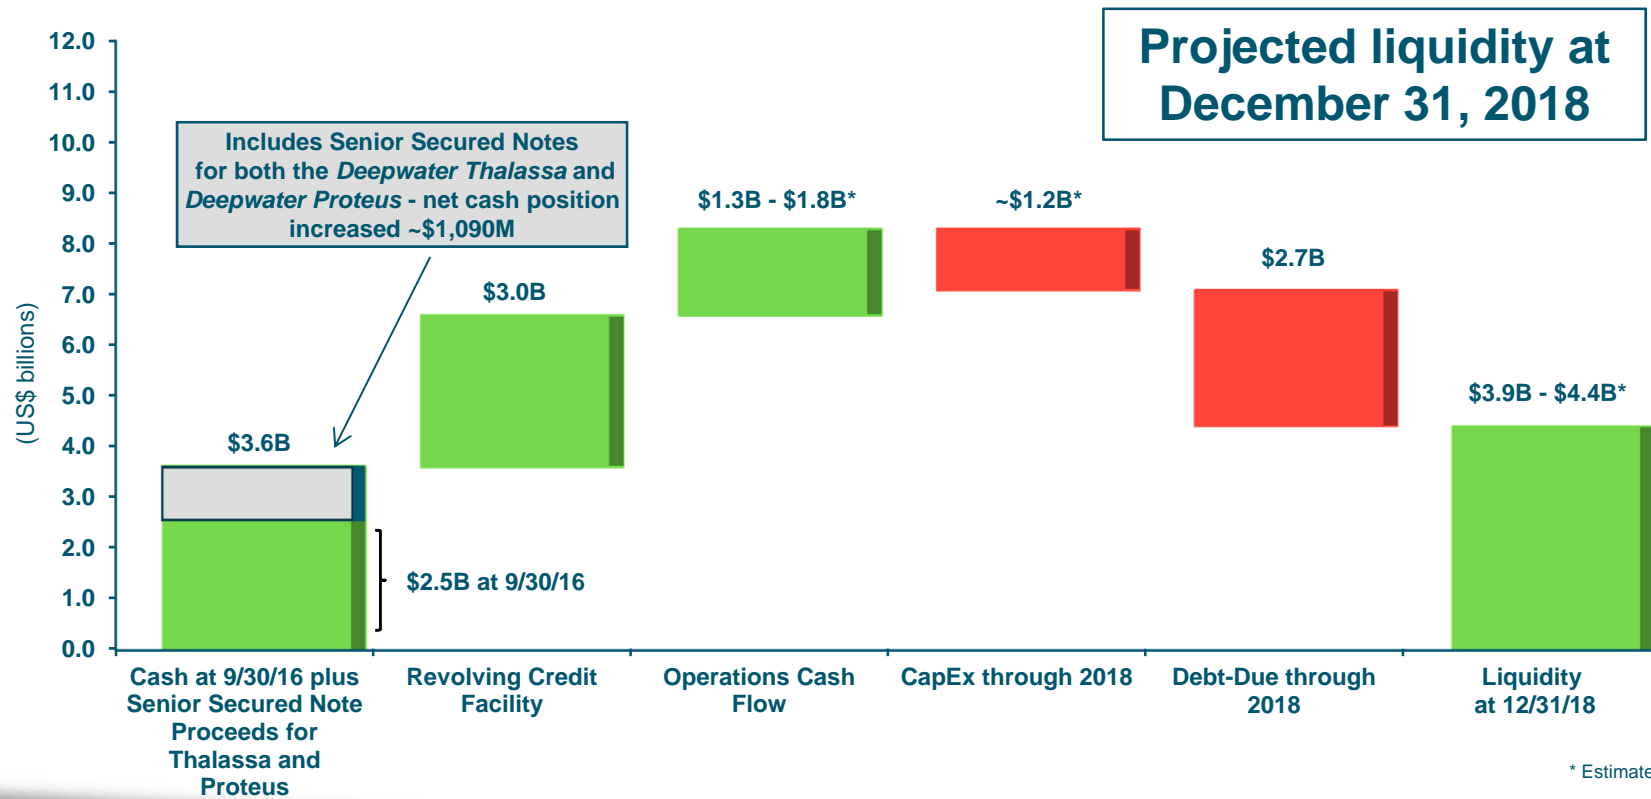 Projected liquidity at
December 31, 2018
(US$ billions)
12.0
11.0
10.0
9.0
8.0
7.0
6.0
5.0
4.0
3.0
2.0
1.0
0.0
Includes Senior Secured Notes
for both the Deepwater Thalassa and
Deepwater Proteus - net cash position
increased ~$1,090M
$3.6B
$2.5B at 9/30/16
$3.0B
$1.3B - $1.8B*
~$1.2B*
$2.7B
$3.9B - $4.4B*
Cash at 9/30/16 plus
Senior Secured Note
Proceeds for
Thalassa and
Proteus
Revolving Credit
Facility
Operations Cash
Flow
CapEx through 2018
Debt-Due through
2018
Liquidity
at 12/31/18
* Estimate